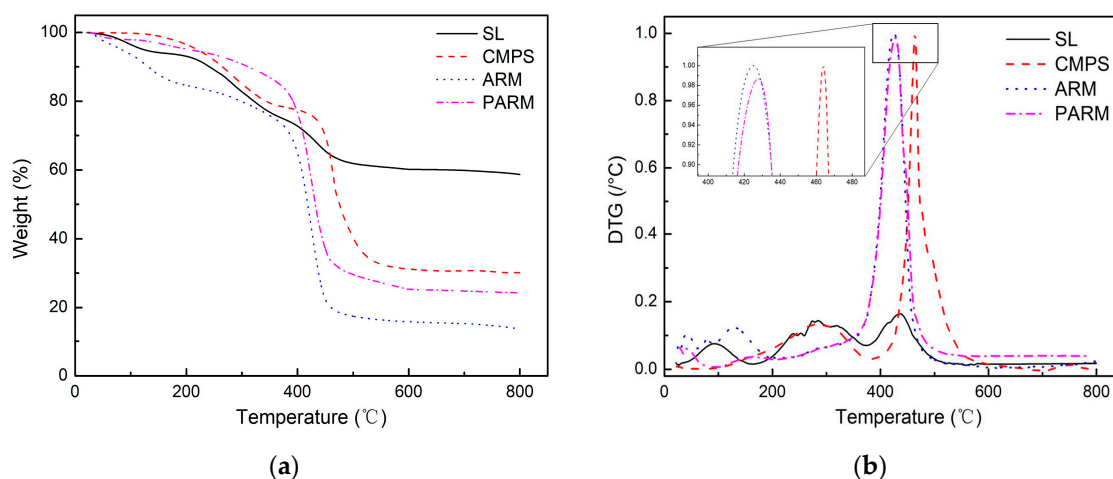 100
80
60
40
20
0
0
200
400
600
800
Weight (%)
Temperature (℃)
SL
CMPS
ARM
PARM
(a)
1.0
0.8
0.6
0.4
0.2
0.0
0
200
400
600
800
DTG (/°C)
Temperature (℃)
SL
CMPS
ARM
PARM
1.00
0.98
0.96
0.94
0.92
0.90
400
420
440
460
480
(b)